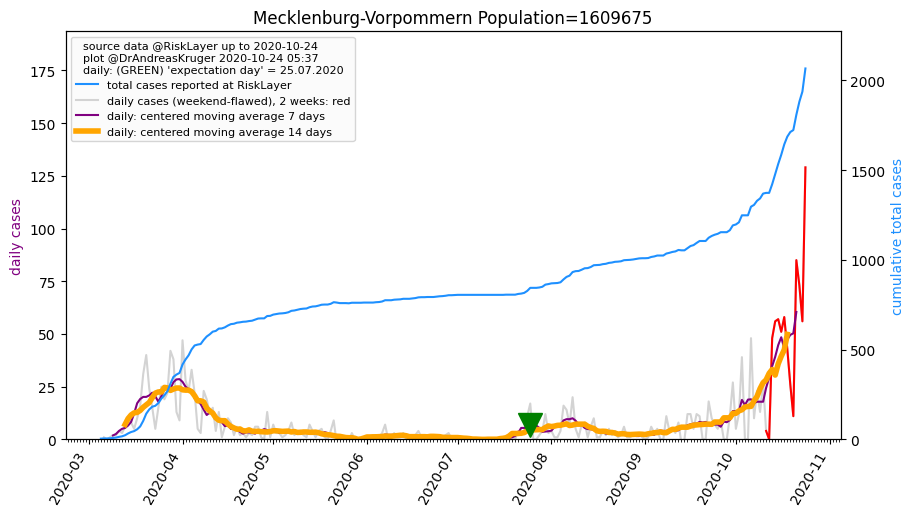 Mecklenburg-Vorpommern Population=1609675
source data @RiskLayer up to 2020-10-24
plot @DrAndreasKruger 2020-10-24 05:37
daily: (GREEN) 'expectation day' = 25.07.2020
total cases reported at RiskLayer
daily cases (weekend-flawed), 2 weeks: red
daily: centered moving average 7 days
daily: centered moving average 14 days
daily cases
175
150
125
100
75
50
25
0
cumulative total cases
2000
1500
1000
500
0
2020-03
2020-04
2020-05
2020-06
2020-07
2020-08
2020-09
2020-10
2020-11